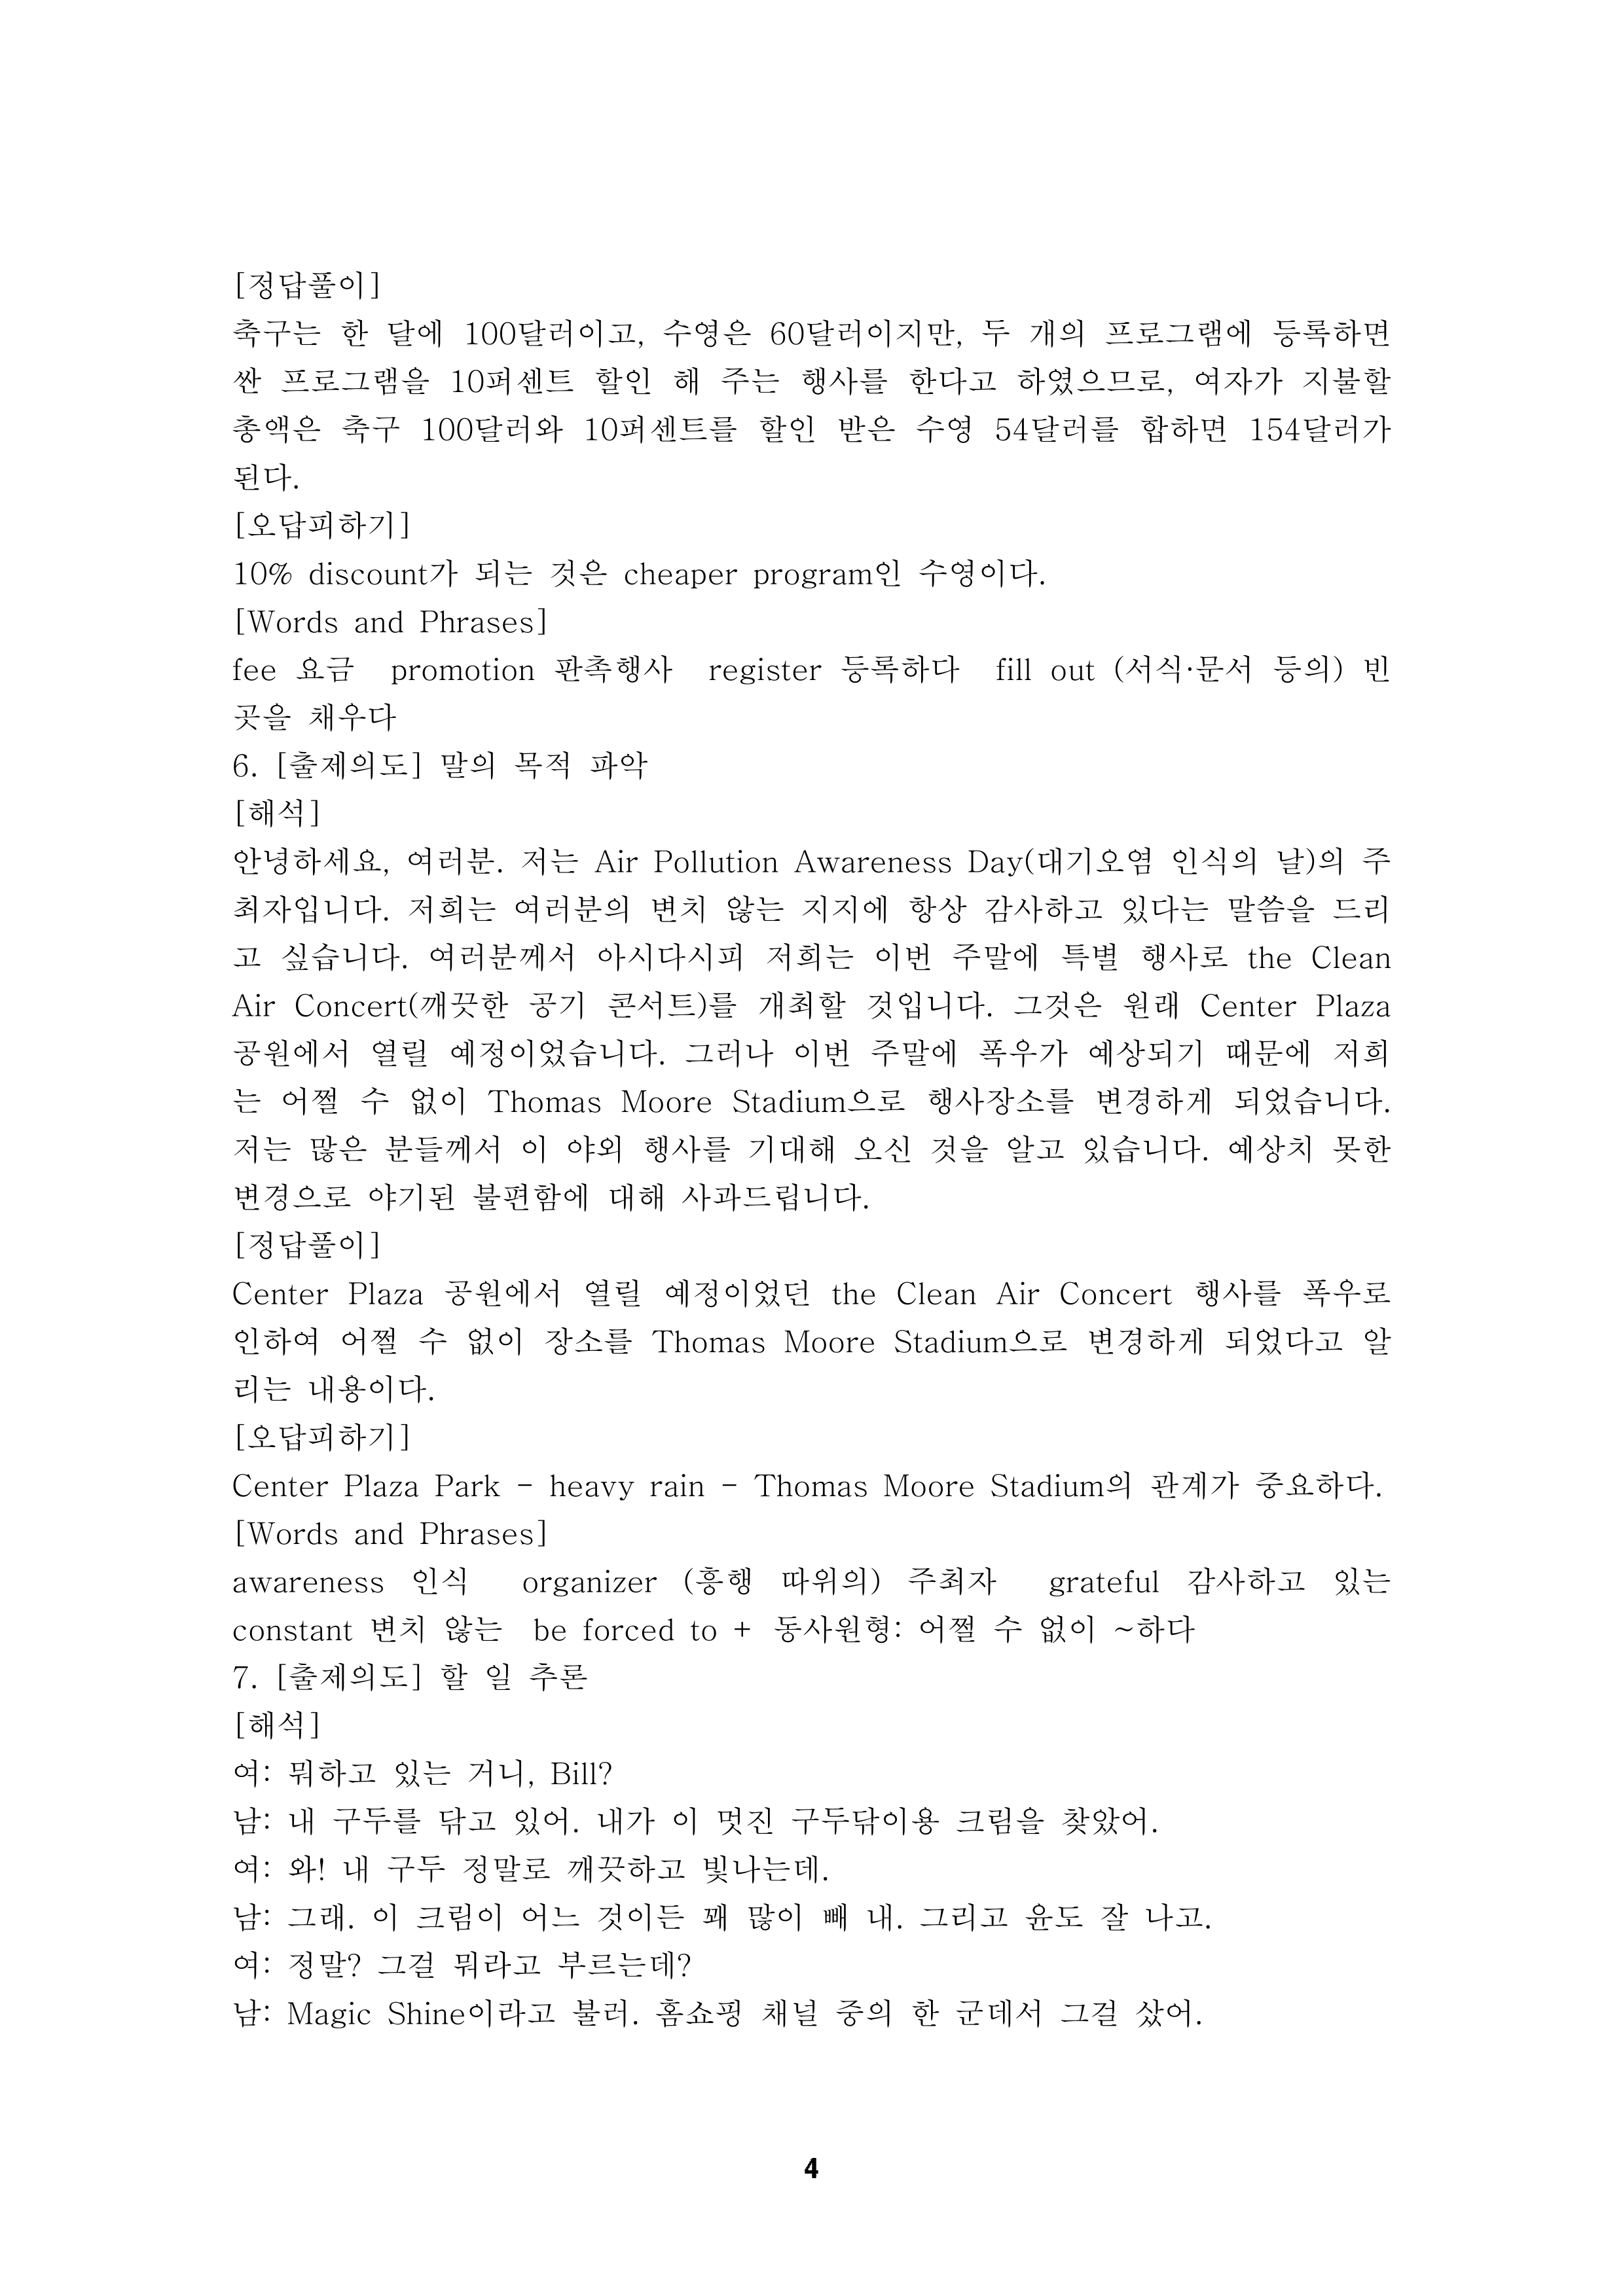 [정답풀이]
축구는 한 달에 100달러이고, 수영은 60달러이지만, 두 개의 프로그램에 등록하면
싼 프로그램을 10퍼센트 할인 해 주는 행사를 한다고 하였으므로, 여자가 지불할
총액은 축구 100달러와 10퍼센트를 할인 받은 수영 54달러를 합하면 154달러가
된다.
[오답피하기]
10% discount가 되는 것은 cheaper program인 수영이다.
[Words and Phrases]
fee 요금 promotion 판촉행사 register 등록하다 fill out (서식·문서 등의) 빈
곳을 채우다
6. [출제의도] 말의 목적 파악
[해석]
안녕하세요, 여러분. 저는 Air Pollution Awareness Day(대기오염 인식의 날)의 주
최자입니다. 저희는 여러분의 변치 않는 지지에 항상 감사하고 있다는 말씀을 드리
고 싶습니다. 여러분께서 아시다시피 저희는 이번 주말에 특별 행사로 the Clean
Air Concert(깨끗한 공기 콘서트)를 개최할 것입니다. 그것은 원래 Center Plaza
공원에서 열릴 예정이었습니다. 그러나 이번 주말에 폭우가 예상되기 때문에 저희
는 어쩔 수 없이 Thomas Moore Stadium으로 행사장소를 변경하게 되었습니다.
저는 많은 분들께서 이 야외 행사를 기대해 오신 것을 알고 있습니다. 예상치 못한
변경으로 야기된 불편함에 대해 사과드립니다.
[정답풀이]
Center Plaza 공원에서 열릴 예정이었던 the Clean Air Concert 행사를 폭우로
인하여 어쩔 수 없이 장소를 Thomas Moore Stadium으로 변경하게 되었다고 알
리는 내용이다.
[오답피하기]
Center Plaza Park - heavy rain - Thomas Moore Stadium의 관계가 중요하다.
[Words and Phrases]
awareness 인식 organizer (흥행 따위의) 주최자 grateful 감사하고 있는
constant 변치 않는 be forced to + 동사원형: 어쩔 수 없이 ~하다
7. [출제의도] 할 일 추론
[해석]
여: 뭐하고 있는 거니, Bill?
남: 내 구두를 닦고 있어. 내가 이 멋진 구두닦이용 크림을 찾았어.
여: 와! 내 구두 정말로 깨끗하고 빛나는데.
남: 그래. 이 크림이 어느 것이든 꽤 많이 빼 내. 그리고 윤도 잘 나고.
여: 정말? 그걸 뭐라고 부르는데?
남: Magic Shine이라고 불러. 홈쇼핑 채널 중의 한 군데서 그걸 샀어.
4